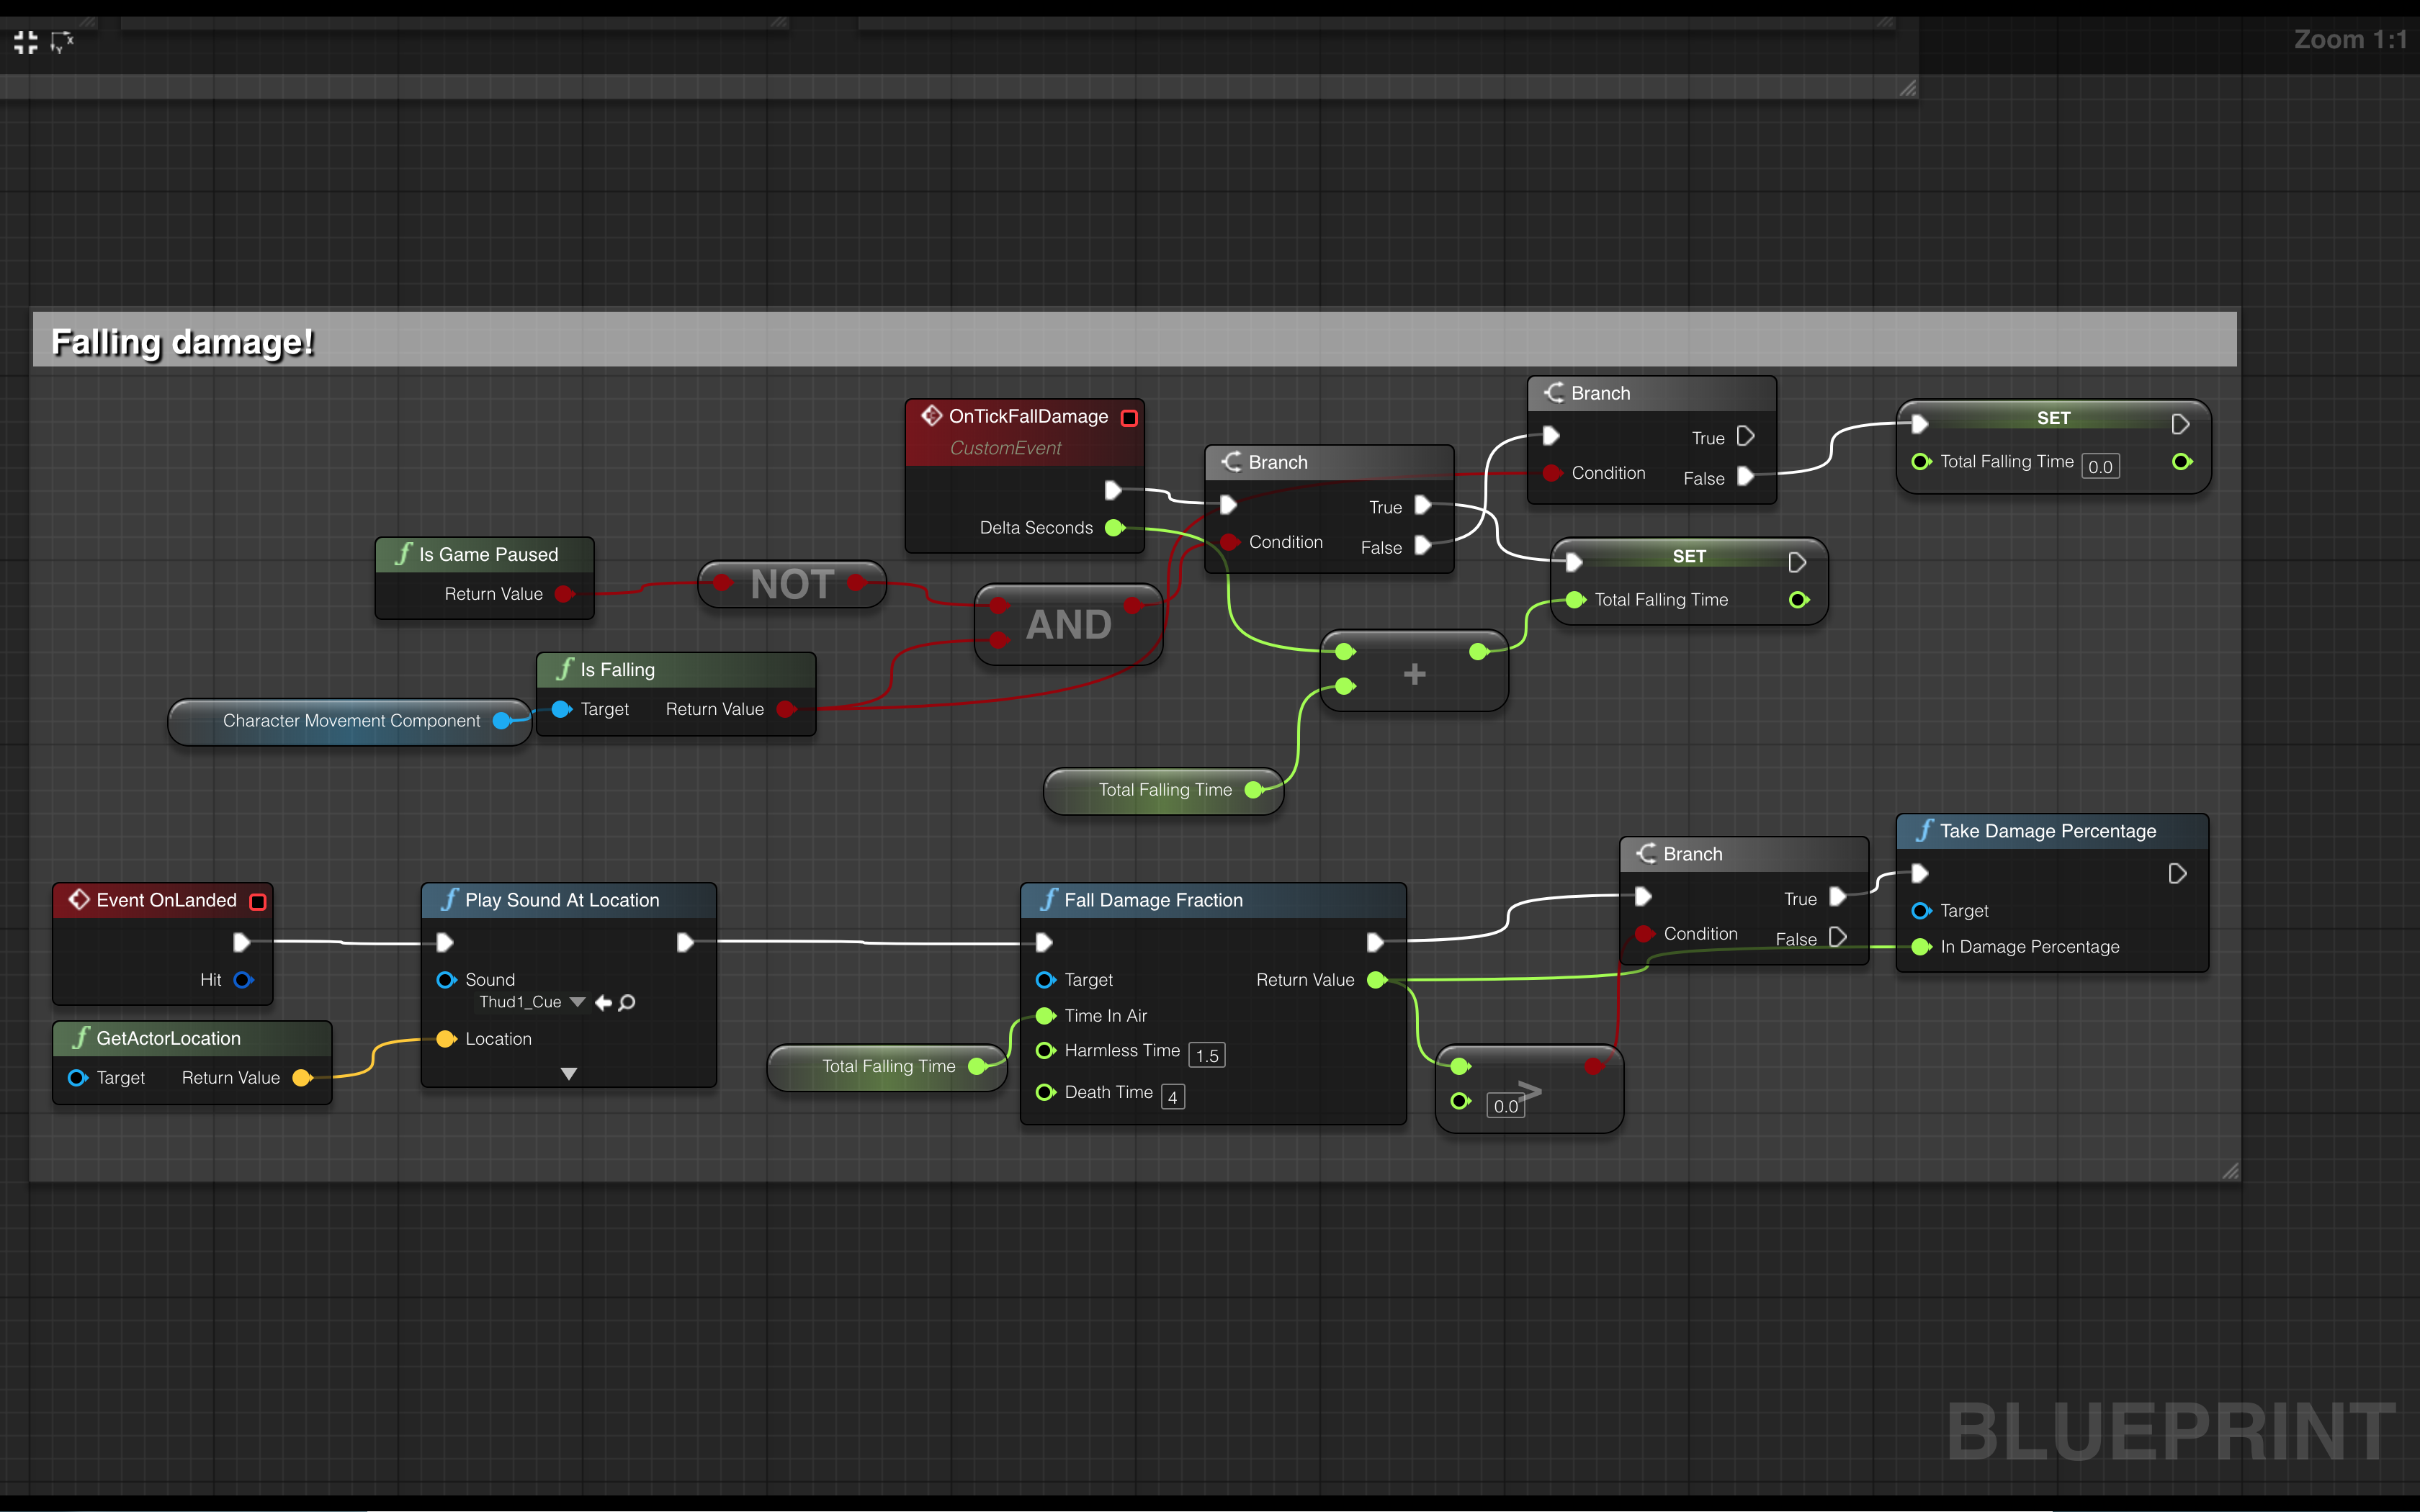 Zoom 1:1
Falling damage!
Branch
True
Condition
False
SET
Total Falling Time 0.0
OnTickFallDamage
CustomEvent
Delta Seconds
Branch
True
Condition
False
SET
Total Falling Time
Is Game Paused
Return Value
NOT
AND
Is Falling
Target Return Value
Character Movement Component
+
Total Falling Time
Event OnLanded
Hit
GetActorLocation
Target Return Value
Play Sound At Location
Sound
Thud1_Cue
Location
Total Falling Time
Fall Damage Fraction
Target Return Value
Time In Air
Harmless Time 1.5
Death Time 4
0.0 >
Branch
True
Condition
False
Take Damage Percentage
Target
In Damage Percentage
BLUEPRINT